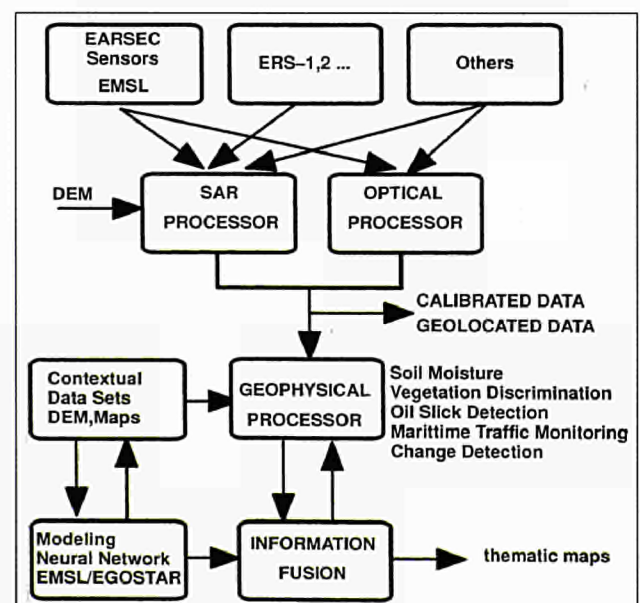 EARSEC
Sensors
EMSL
ERS–1,2 ...
Others
DEM
SAR
PROCESSOR
OPTICAL
PROCESSOR
CALIBRATED DATA
GEOLOCATED DATA
Contextual
Data Sets
DEM,Maps
GEOPHYSICAL
PROCESSOR
Soil Moisture
Vegetation Discrimination
Oil Slick Detection
Marittime Traffic Monitoring
Change Detection
Modeling
Neural Network
EMSL/EGOSTAR
INFORMATION
FUSION
thematic maps